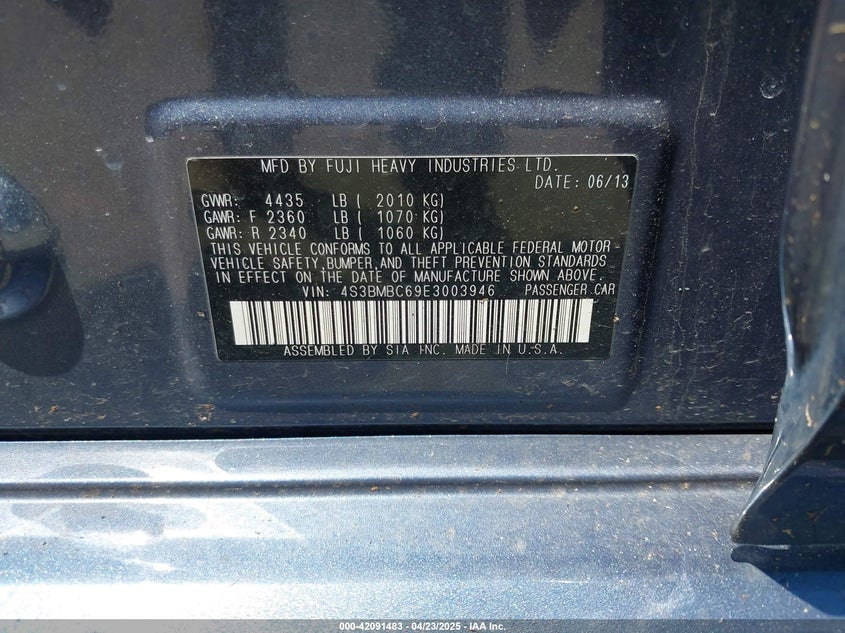 MFD BY FUJI HEAVY INDUSTRIES LTD.
DATE: 06/13
GVWR: 4435 LB ( 2010 KG)
GAWR: F 2360 LB ( 1070 KG)
GAWR: R 2340 LB ( 1060 KG)
THIS VEHICLE CONFORMS TO ALL APPLICABLE FEDERAL MOTOR-
VEHICLE SAFETY, BUMPER, AND THEFT PREVENTION STANDARDS
IN EFFECT ON THE DATE OF MANUFACTURE SHOWN ABOVE.
VIN: 4S3BMBC69E3003946 PASSENGER CAR
ASSEMBLED BY SIA INC. MADE IN U.S.A.
000-42091483 04/23/2025 - IAA Inc.